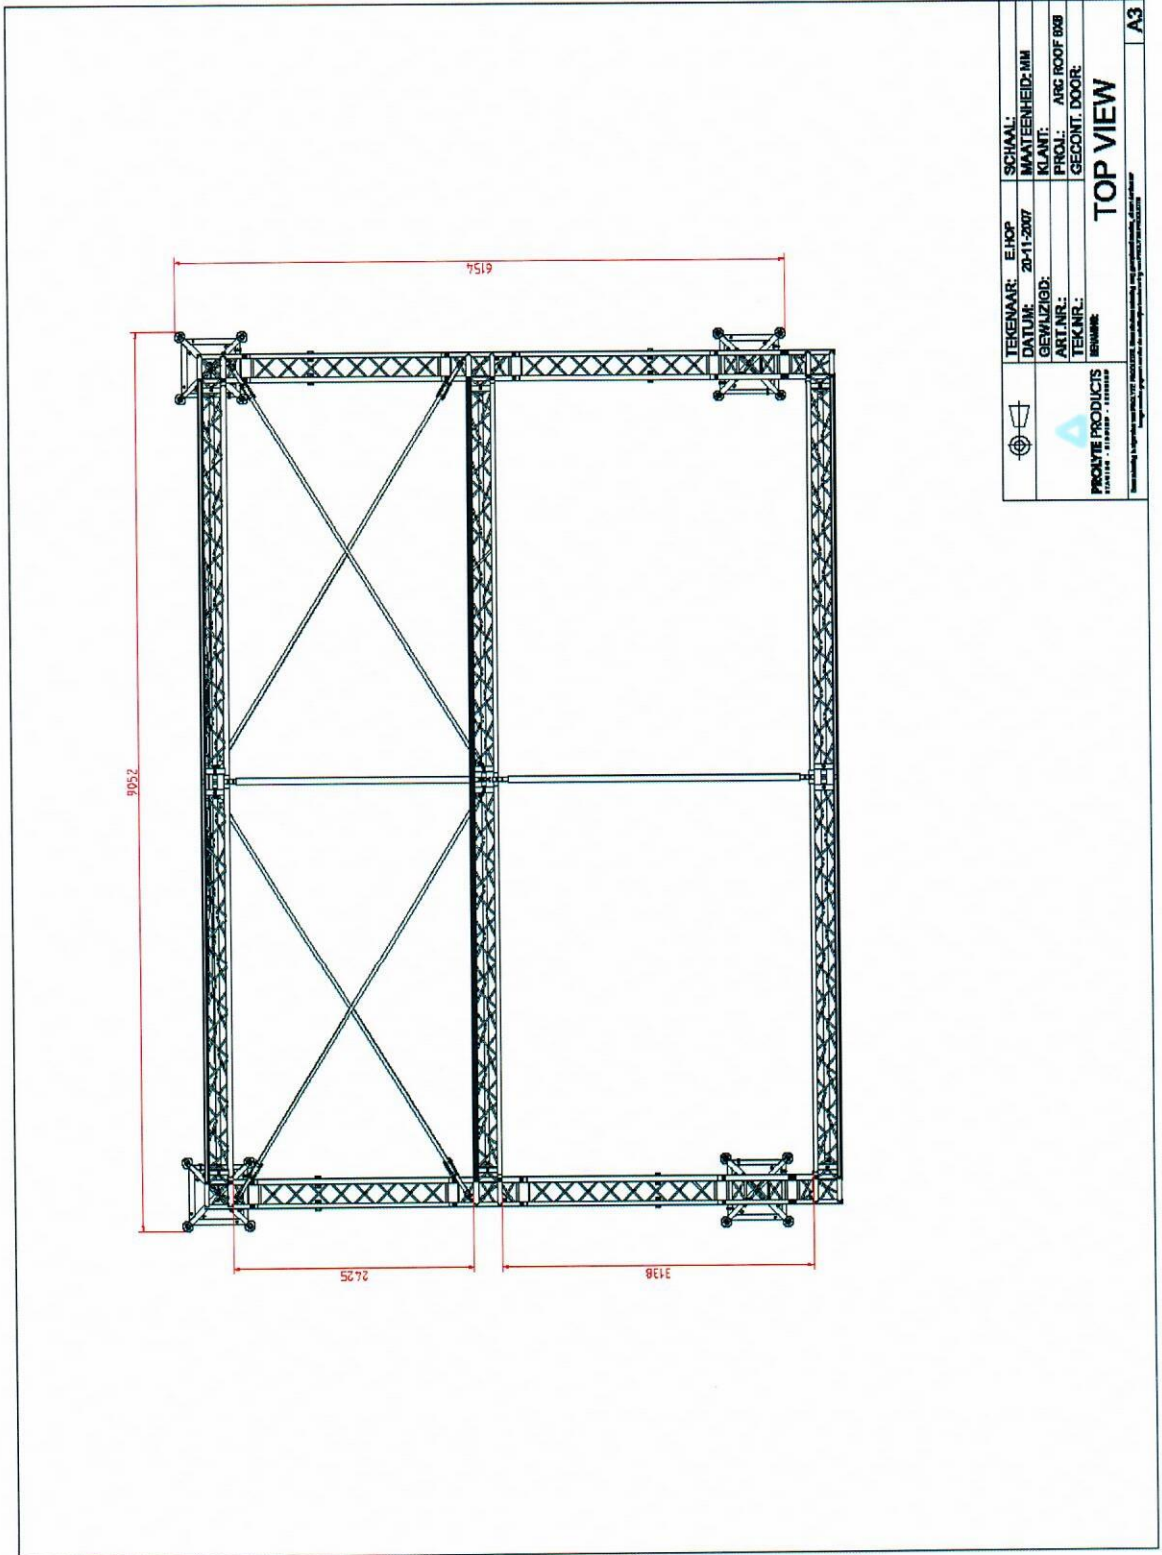 9052
6154
2425
3138
TEKENAAR: E.HOP
SCHAAL:
DATUM: 20-11-2007
MAATEENHEID: MM
GEWIJZIGD:
KLANT:
ART.NR.:
PROJ.: ARC ROOF
TEK.NR.:
GECONT. DOOR:
PROLYTE PRODUCTS
BENAMING:
TOP VIEW
A3